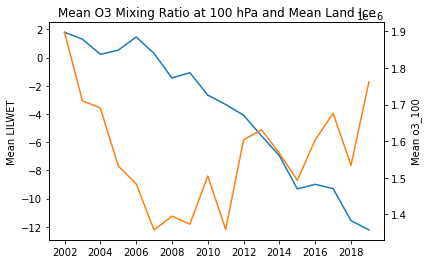 Mean O3 Mixing Ratio at 100 hPa and Mean Land Ice
1e-6
2
0
−2
−4
−6
−8
−10
−12
Mean LILWET
1.9
1.8
1.7
1.6
1.5
1.4
Mean o3_100
2002 2004 2006 2008 2010 2012 2014 2016 2018